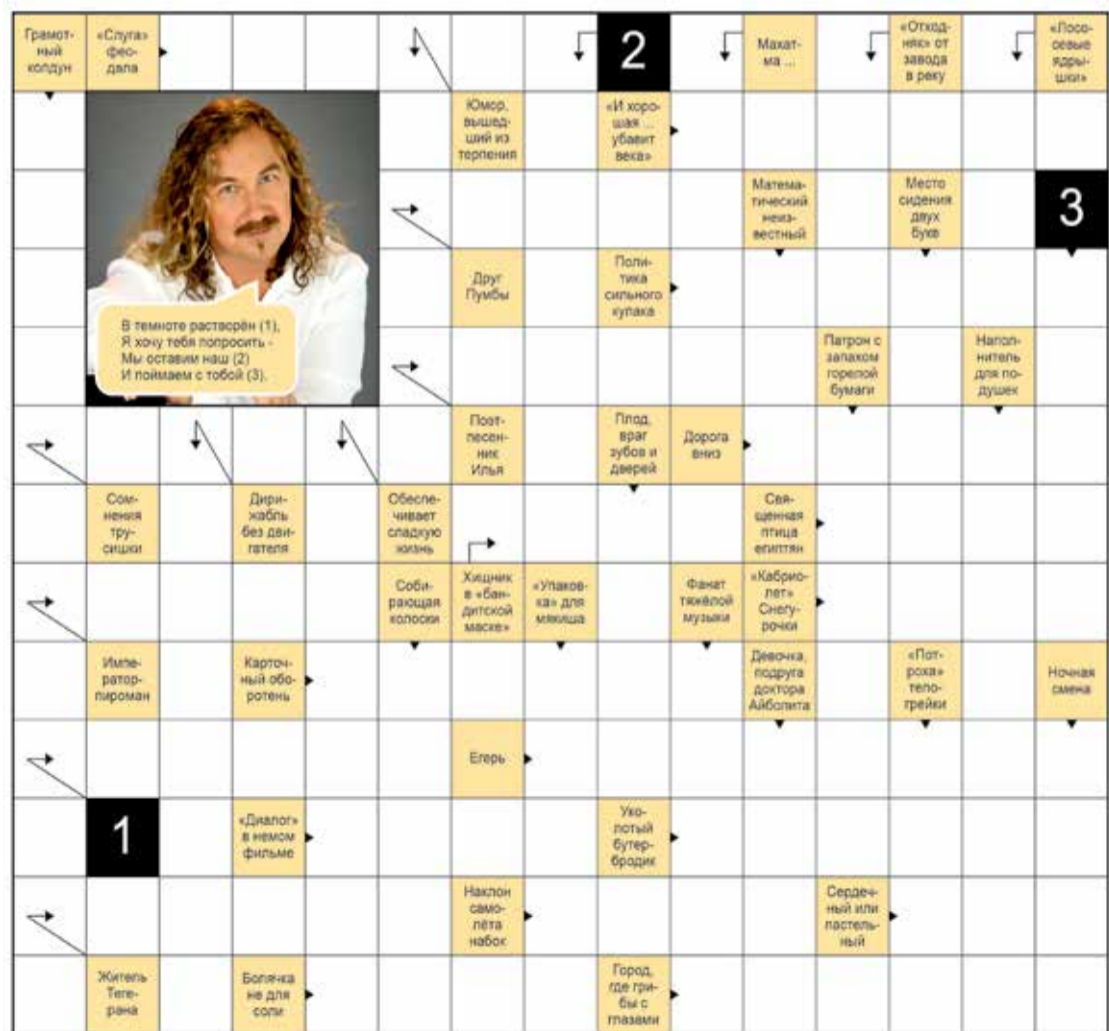 Грамот-
ный
колдун
«Слуга»
фео-
дала
2
Махат-
ма ...
«Отход-
няк» от
завода
в реку
«Лосо-
севые
ядры-
шки»
Юмор,
вышед-
ший из
терпения
«И хоро-
шая ...
убавит
века»
Матема-
тический
неиз-
вестный
Место
сидения
двух
букв
3
Друг
Пумбы
Поли-
тика
сильного
кулака
В темноте растворён (1),
Я хочу тебя попросить -
Мы оставим наш (2)
И поймаем с тобой (3).
Патрон с
запахом
горелой
бумаги
Напол-
нитель
для по-
душек
Поэт-
песен-
ник
Илья
Плод,
враг
зубов и
дверей
Дорога
вниз
Сом-
нения
тру-
сишки
Дири-
жабль
без дви-
гателя
Обеспе-
чивает
сладкую
жизнь
Свя-
щенная
птица
египтян
Соби-
рающая
колоски
Хищник
в «бан-
дитской
маске»
«Упаков-
ка» для
мякиша
Фанат
тяжёлой
музыки
«Кабрио-
лет»
Снегу-
рочки
Импе-
ратор-
пироман
Карточ-
ный обо-
ротень
Девочка,
подруга
доктора
Айболита
«Пот-
роха»
тело-
грейки
Ночная
смена
Егерь
1
«Диалог»
в немом
фильме
Уко-
лотый
бутер-
бродик
Наклон
само-
лёта
набок
Сердеч-
ный или
пастель-
ный
Житель
Теге-
рана
Болячка
не для
соли
Город,
где гри-
бы с
глазами